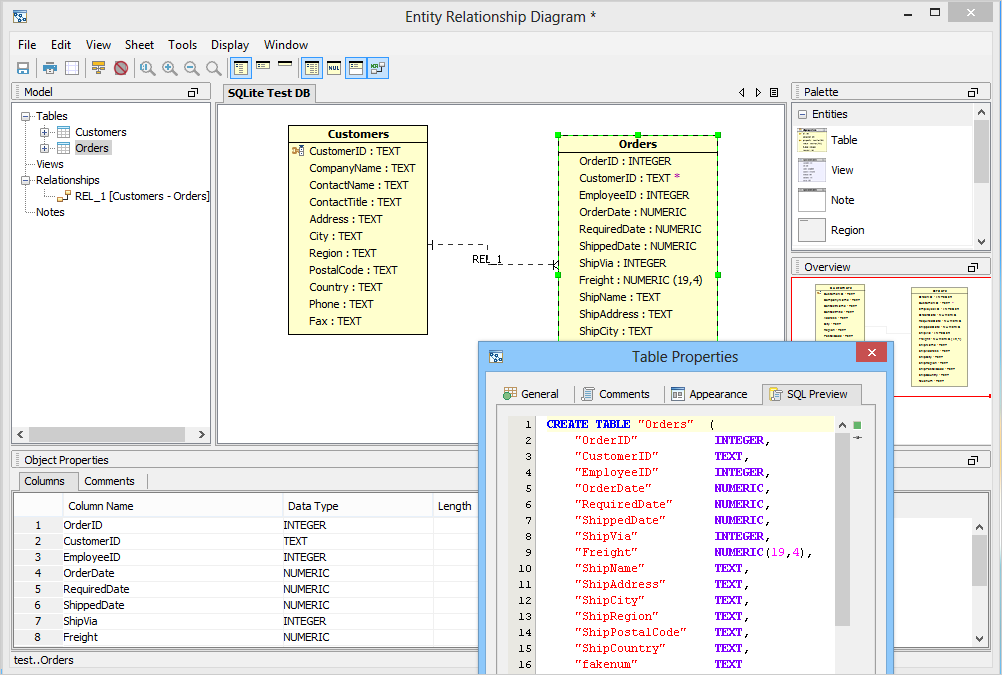 Entity Relationship Diagram *
File Edit View Sheet Tools Display Window
NUL
Model
Tables
Customers
Orders
Views
Relationships
REL_1 [Customers - Orders]
Notes
SQLite Test DB
Customers
CustomerID : TEXT
CompanyName : TEXT
ContactName : TEXT
ContactTitle : TEXT
Address : TEXT
City : TEXT
Region : TEXT
PostalCode : TEXT
Country : TEXT
Phone : TEXT
Fax : TEXT
REL_1
Orders
OrderID : INTEGER
CustomerID : TEXT *
EmployeeID : INTEGER
OrderDate : NUMERIC
RequiredDate : NUMERIC
ShippedDate : NUMERIC
ShipVia : INTEGER
Freight : NUMERIC (19,4)
ShipName : TEXT
ShipAddress : TEXT
ShipCity : TEXT
Palette
Entities
Table
View
Note
Region
Overview
Object Properties
Columns Comments
Column Name Data Type Length
1 OrderID INTEGER
2 CustomerID TEXT
3 EmployeeID INTEGER
4 OrderDate NUMERIC
5 RequiredDate NUMERIC
6 ShippedDate NUMERIC
7 ShipVia INTEGER
8 Freight NUMERIC
test..Orders
Table Properties
General Comments Appearance SQL Preview
1 CREATE TABLE "Orders" (
2 "OrderID" INTEGER,
3 "CustomerID" TEXT,
4 "EmployeeID" INTEGER,
5 "OrderDate" NUMERIC,
6 "RequiredDate" NUMERIC,
7 "ShippedDate" NUMERIC,
8 "ShipVia" INTEGER,
9 "Freight" NUMERIC(19,4),
10 "ShipName" TEXT,
11 "ShipAddress" TEXT,
12 "ShipCity" TEXT,
13 "ShipRegion" TEXT,
14 "ShipPostalCode" TEXT,
15 "ShipCountry" TEXT,
16 "fakenum" TEXT